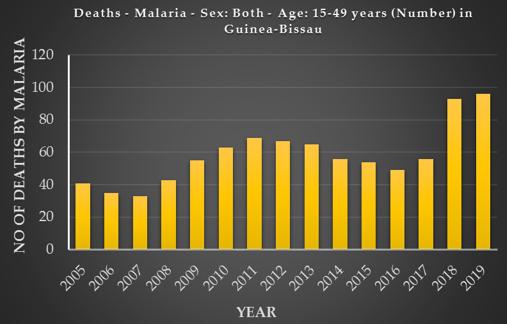 Deaths - Malaria - Sex: Both - Age: 15-49 years (Number) in
Guinea-Bissau
NO OF DEATHS BY MALARIA
120
100
80
60
40
20
0
2005 2006 2007 2008 2009 2010 2011 2012 2013 2014 2015 2016 2017 2018 2019
YEAR